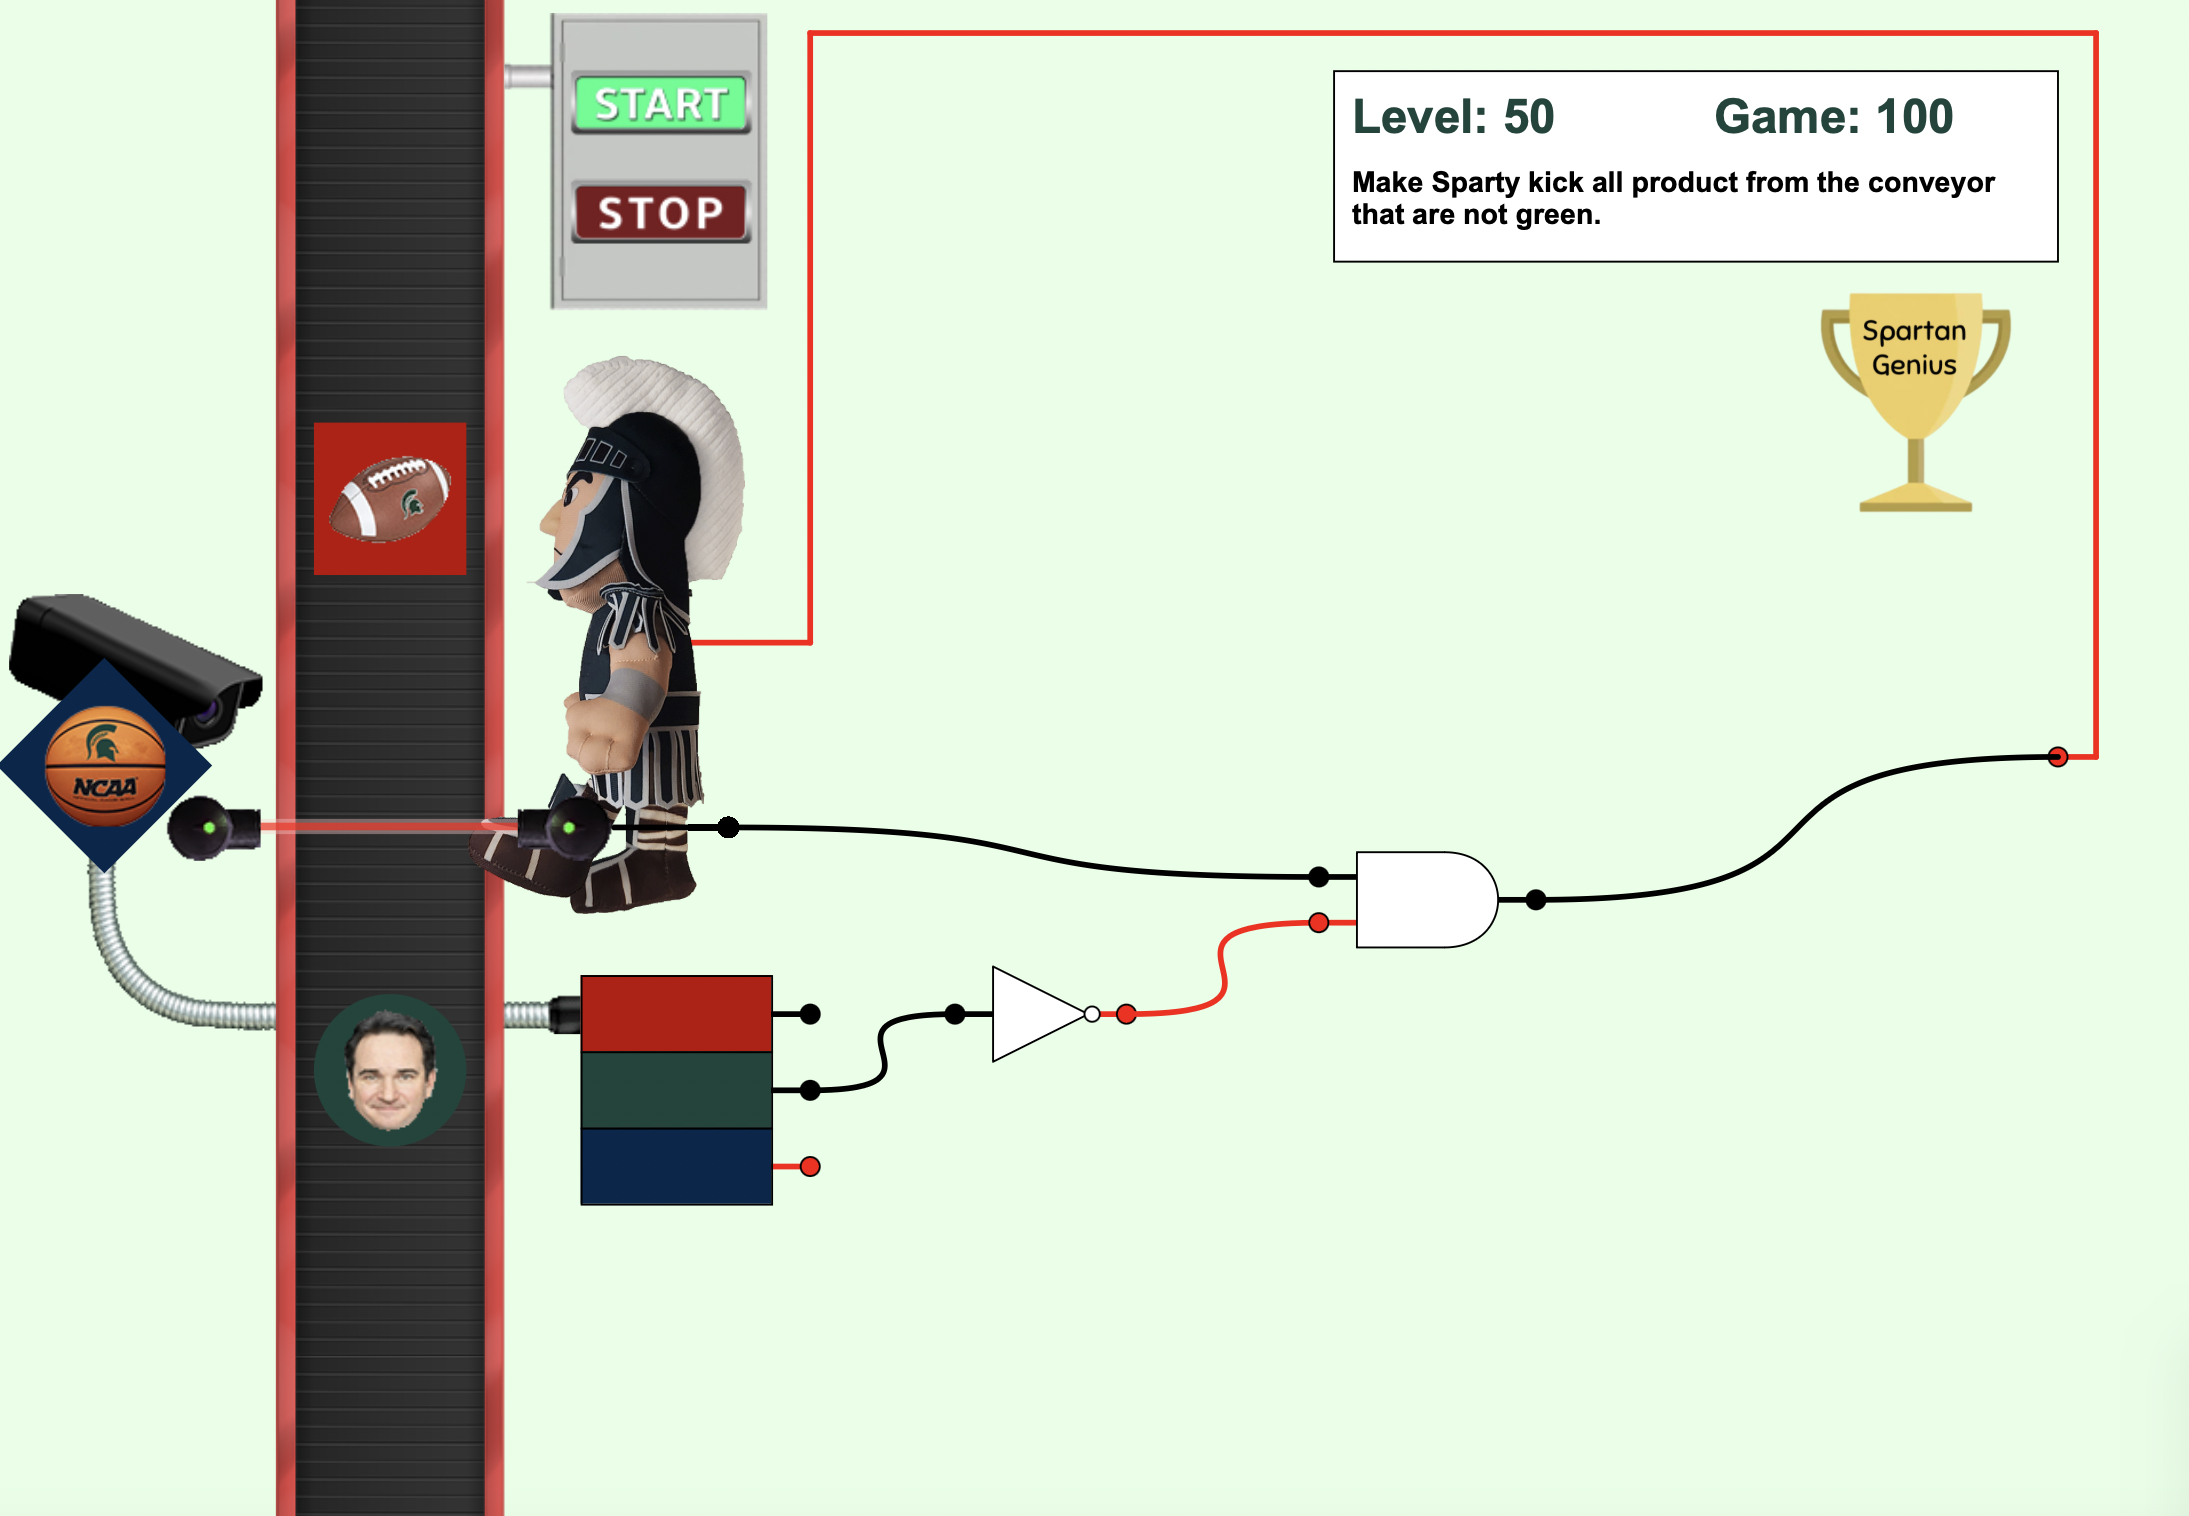 START
STOP
Level: 50 Game: 100
Make Sparty kick all product from the conveyor
that are not green.
Spartan
Genius
NCAA